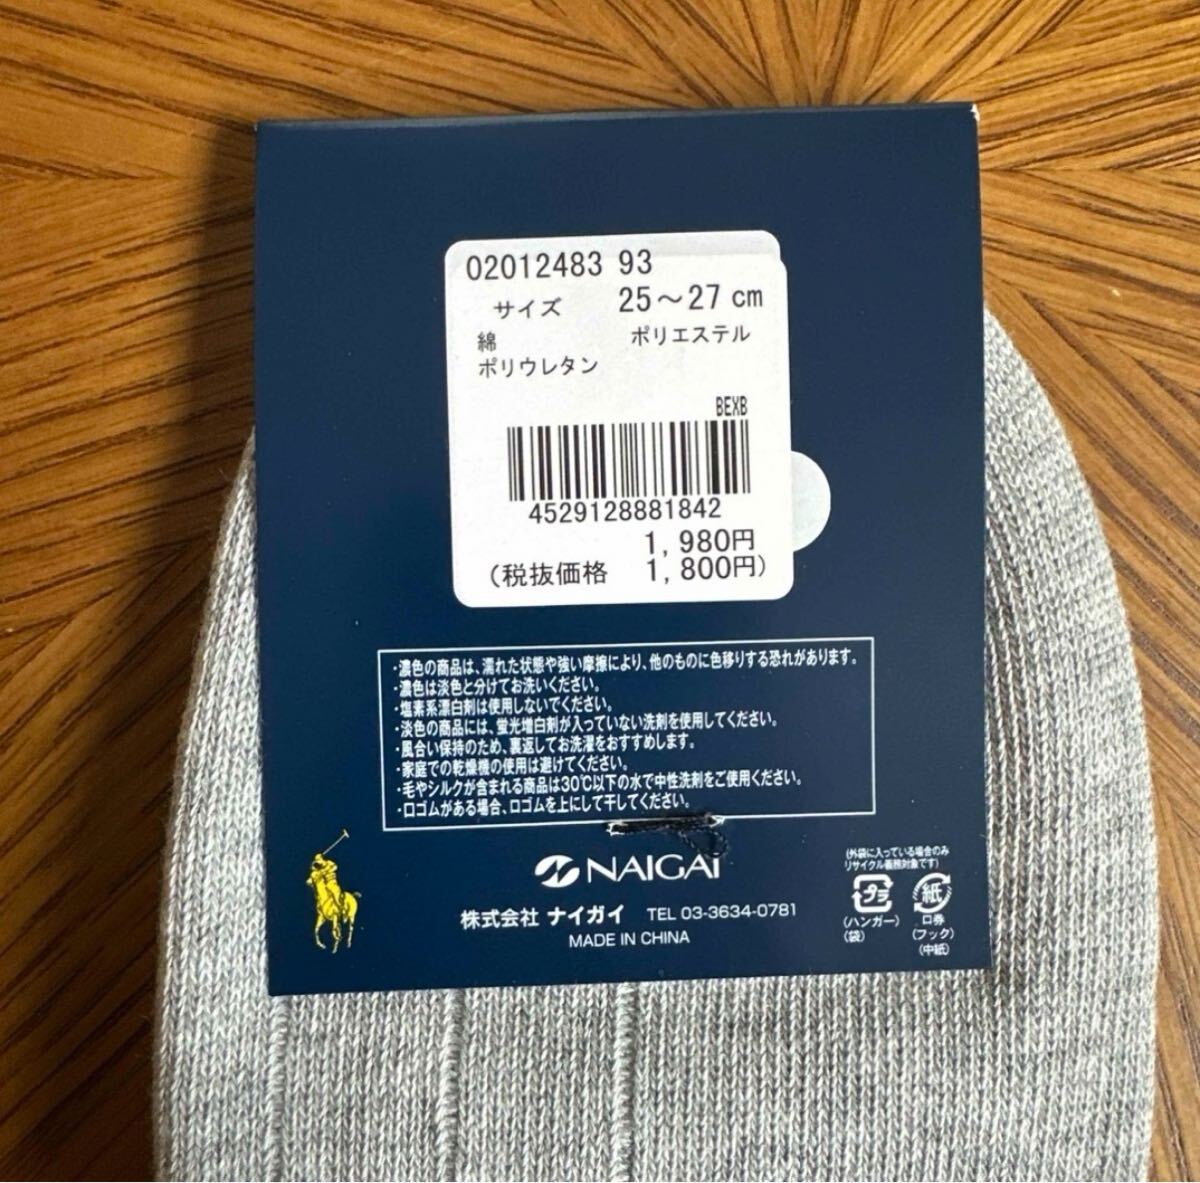 02012483 93
サイズ 25～27 cm
綿 ポリエステル
ポリウレタン
BEXB
4529128881842
1,980円
(税抜価格 1,800円)
・濃色の商品は、濡れた状態や強い摩擦により、他のものに色移りする恐れがあります。
・濃色は淡色と分けてお洗いください。
・塩素系漂白剤は使用しないでください。
・淡色の商品には、蛍光増白剤が入っていない洗剤を使用してください。
・風合い保持のため、裏返してお洗濯をおすすめします。
・家庭での乾燥機の使用は避けてください。
・毛やシルクが含まれる商品は30℃以下の水で中性洗剤をご使用ください。
・口ゴムがある場合、口ゴムを上にして干してください。
NAIGAI
株式会社 ナイガイ TEL 03-3634-0781
MADE IN CHINA
(外袋に入っている場合のみ
リサイクル義務対象です)
プラ 紙
(ハンガー) 口券
(袋) (フック)
(中紙)